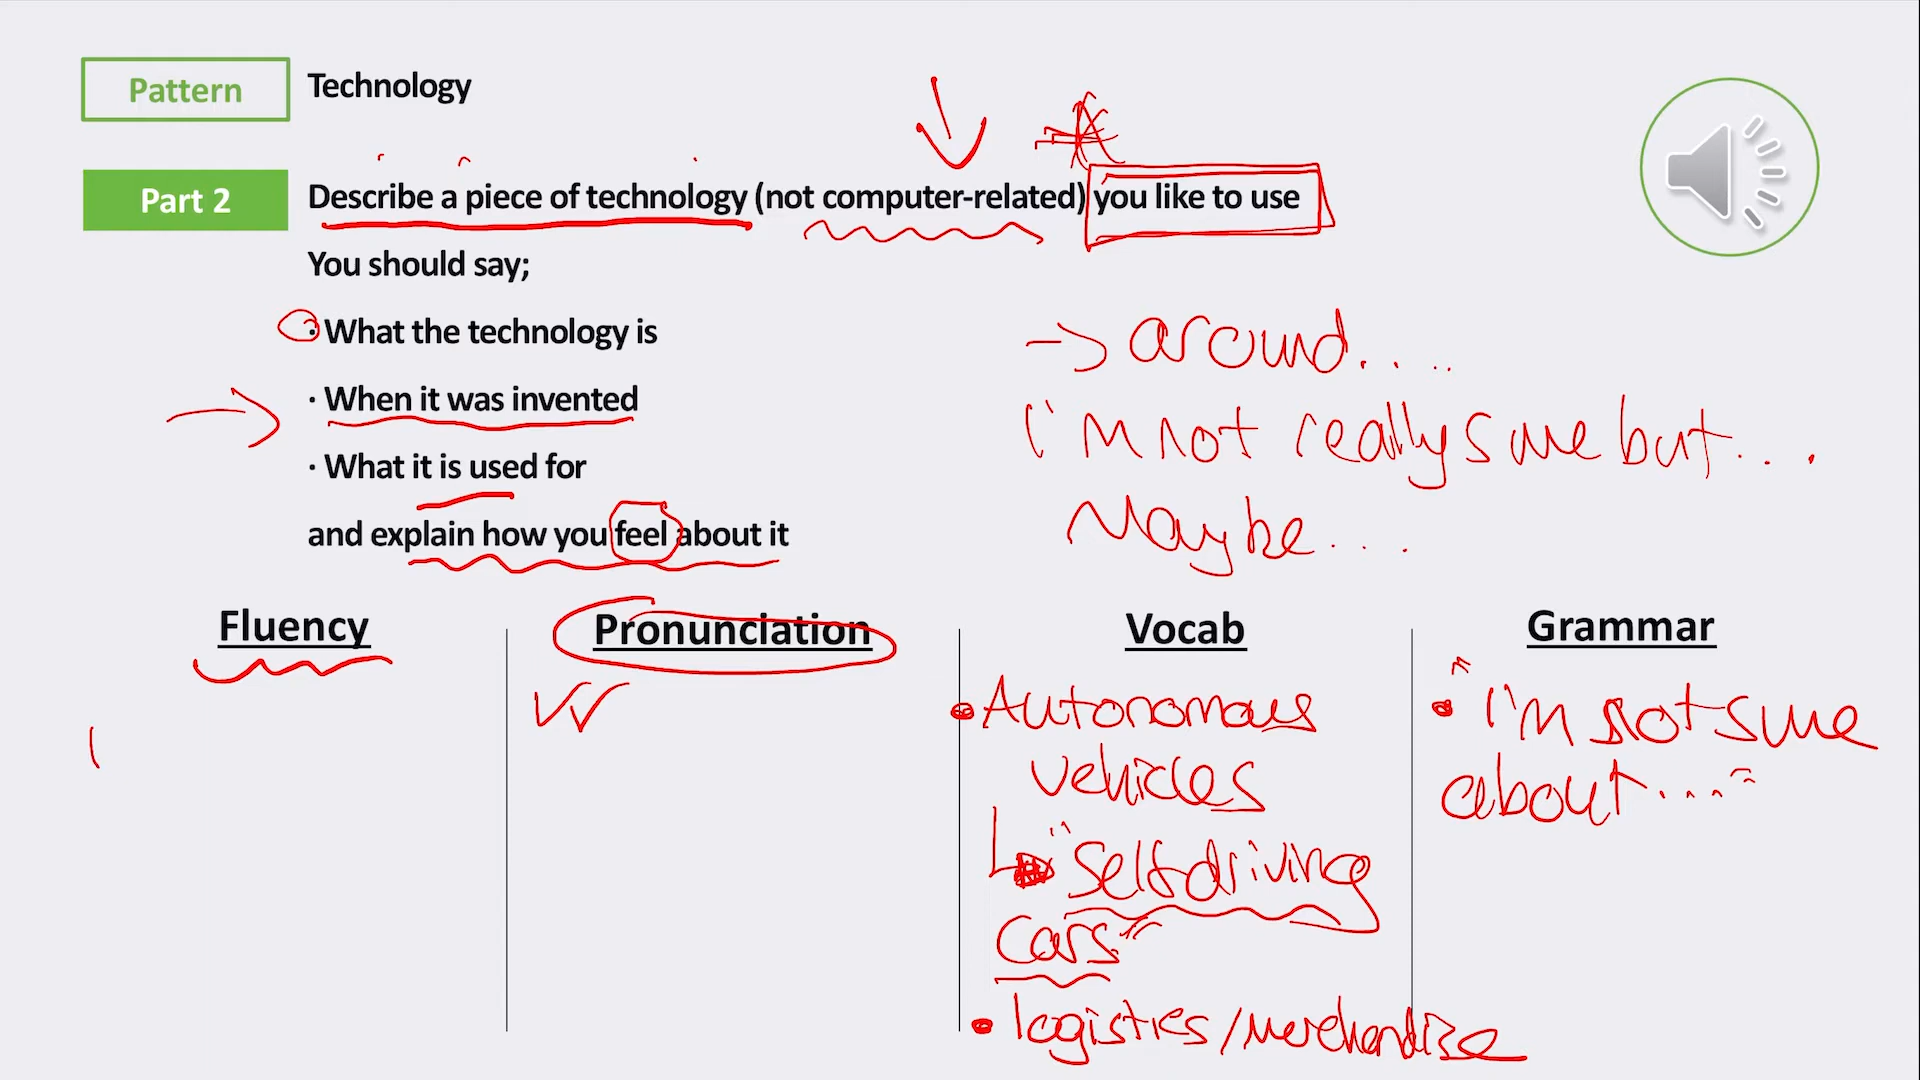 Pattern Technology
Part 2 Describe a piece of technology (not computer-related) you like to use
You should say;
· What the technology is
· When it was invented
· What it is used for
and explain how you feel about it
→ around.....
I'm not really sure but...
Maybe....
Fluency
Pronunciation
Vocab
• Autonomous
vehicles
"Self driving
cars"
• logistics/merchandise
Grammar
• "I'm not sure
about...."